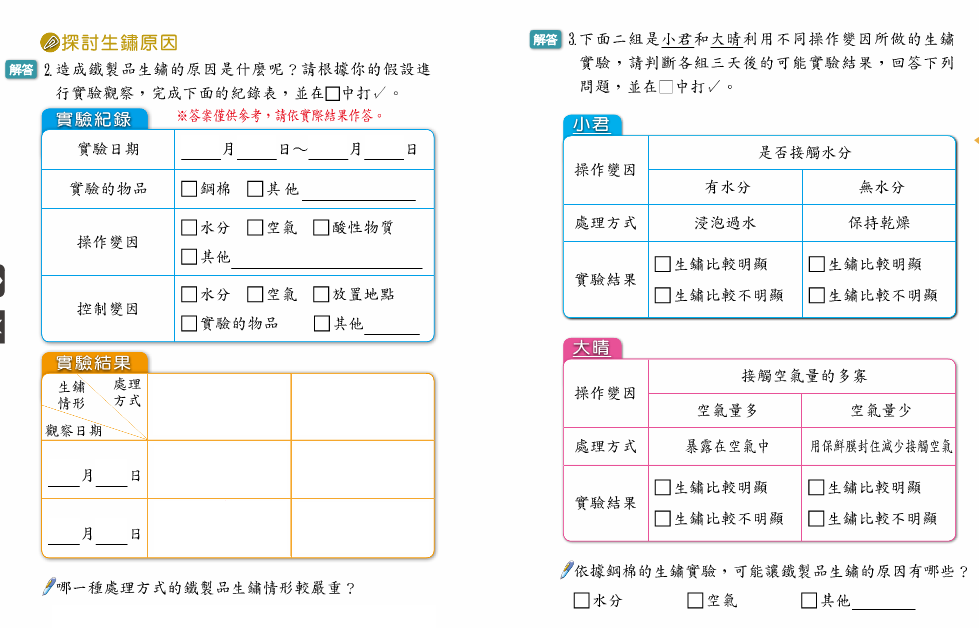 探討生鏽原因
解答 2.造成鐵製品生鏽的原因是什麼呢？請根據你的假設進
行實驗觀察，完成下面的紀錄表，並在□中打✓。
實驗紀錄 ※答案僅供參考，請依實際結果作答。
實驗日期 ____月____日～____月____日
實驗的物品 □鋼棉 □其他____________
操作變因 □水分 □空氣 □酸性物質
□其他____________________
控制變因 □水分 □空氣 □放置地點
□實驗的物品 □其他______
實驗結果
生鏽情形 處理方式
觀察日期
____月____日
____月____日
哪一種處理方式的鐵製品生鏽情形較嚴重？
解答 3.下面二組是小君和大晴利用不同操作變因所做的生鏽
實驗，請判斷各組三天後的可能實驗結果，回答下列
問題，並在□中打✓。
小君
操作變因 是否接觸水分
有水分 無水分
處理方式 浸泡過水 保持乾燥
實驗結果 □生鏽比較明顯 □生鏽比較明顯
□生鏽比較不明顯 □生鏽比較不明顯
大晴
操作變因 接觸空氣量的多寡
空氣量多 空氣量少
處理方式 暴露在空氣中 用保鮮膜封住減少接觸空氣
實驗結果 □生鏽比較明顯 □生鏽比較明顯
□生鏽比較不明顯 □生鏽比較不明顯
依據鋼棉的生鏽實驗，可能讓鐵製品生鏽的原因有哪些？
□水分 □空氣 □其他______